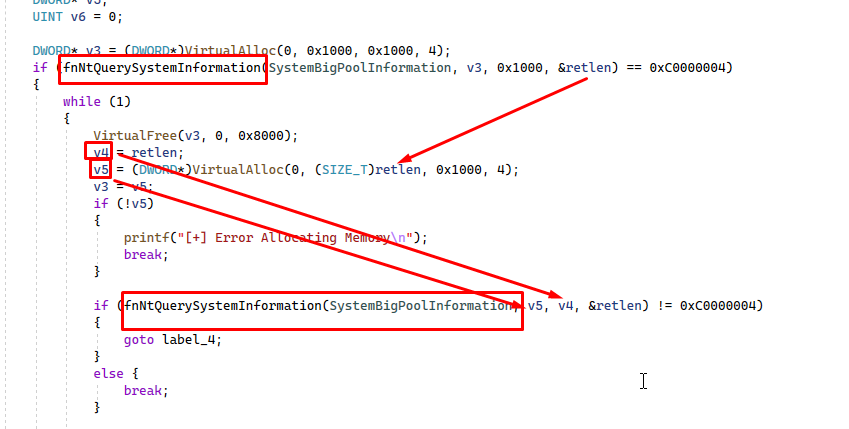 UINT v6 = 0;
DWORD* v3 = (DWORD*)VirtualAlloc(0, 0x1000, 0x1000, 4);
if (fnNtQuerySystemInformation(SystemBigPoolInformation, v3, 0x1000, &retlen) == 0xC0000004)
{
while (1)
{
VirtualFree(v3, 0, 0x8000);
v4 = retlen;
v5 = (DWORD*)VirtualAlloc(0, (SIZE_T)retlen, 0x1000, 4);
v3 = v5;
if (!v5)
{
printf("[+] Error Allocating Memory\n");
break;
}
if (fnNtQuerySystemInformation(SystemBigPoolInformation, v5, v4, &retlen) != 0xC0000004)
{
goto label_4;
}
else {
break;
}